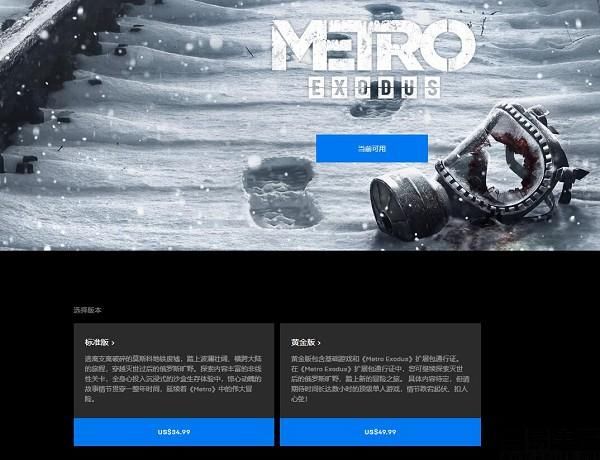 METRO
EXODUS
当前可用
选择版本
标准版 >
逃离支离破碎的莫斯科地铁废墟，踏上波澜壮阔、横跨大陆
的旅程，穿越灭世过后的俄罗斯旷野。探索内容丰富的非线
性关卡，全身心投入沉浸式的沙盒生存体验中，惊心动魄的
故事情节贯穿一整年时间，延续着《Metro》中的伟大冒
险。
US$34.99
黄金版 >
黄金版包含基础游戏和《Metro Exodus》扩展包通行证。
在《Metro Exodus》扩展包通行证中，您可继续探索灭世
后的俄罗斯旷野，踏上新的冒险之旅。 具体内容待定，但请
期待时间长达数小时的顶级单人游戏，情节跌宕起伏、扣人
心弦！
US$49.99